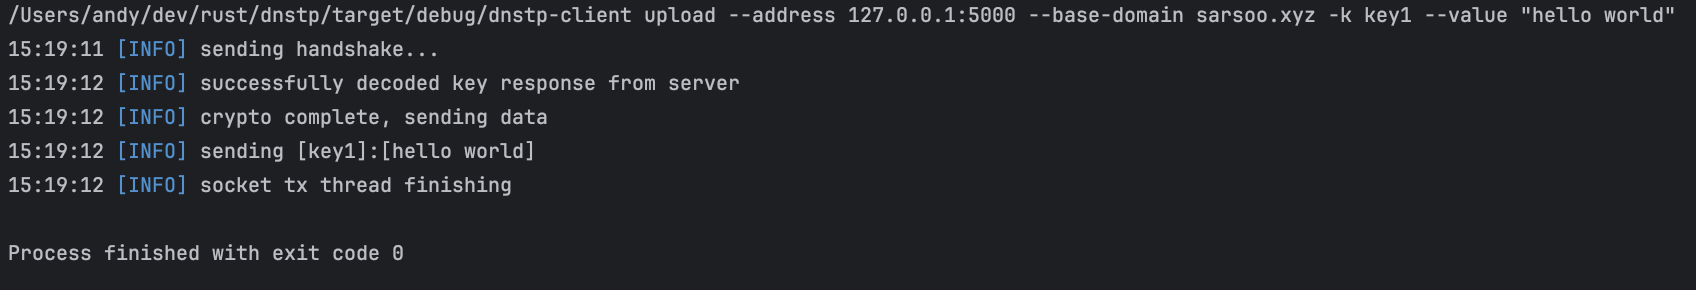 /Users/andy/dev/rust/dnstp/target/debug/dnstp-client upload --address 127.0.0.1:5000 --base-domain sarsoo.xyz -k key1 --value "hello world"
15:19:11 [INFO] sending handshake...
15:19:12 [INFO] successfully decoded key response from server
15:19:12 [INFO] crypto complete, sending data
15:19:12 [INFO] sending [key1]:[hello world]
15:19:12 [INFO] socket tx thread finishing
Process finished with exit code 0